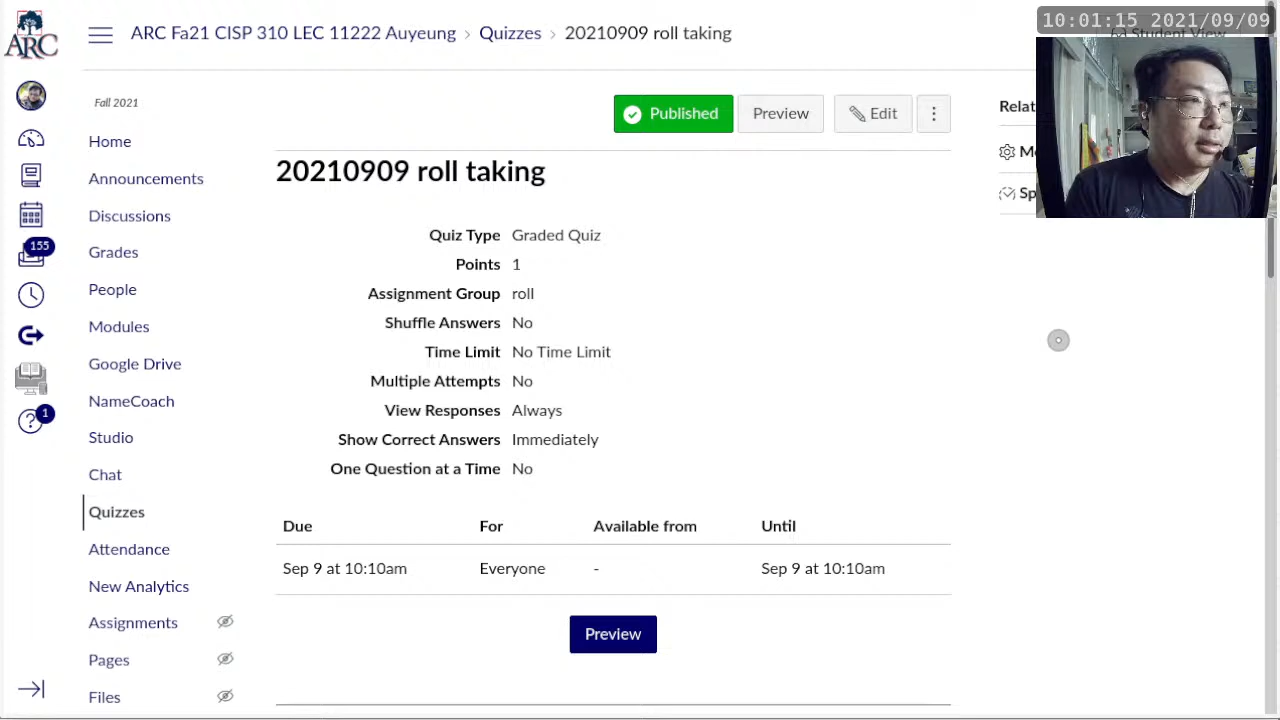 10:01:15 2021/09/09
ARC
ARC Fa21 CISP 310 LEC 11222 Auyeung › Quizzes › 20210909 roll taking
Student View
Fall 2021
Published
Preview
Edit
20210909 roll taking
Quiz Type Graded Quiz
Points 1
Assignment Group roll
Shuffle Answers No
Time Limit No Time Limit
Multiple Attempts No
View Responses Always
Show Correct Answers Immediately
One Question at a Time No
Due For Available from Until
Sep 9 at 10:10am Everyone - Sep 9 at 10:10am
Preview
155
1
Home
Announcements
Discussions
Grades
People
Modules
Google Drive
NameCoach
Studio
Chat
Quizzes
Attendance
New Analytics
Assignments
Pages
Files